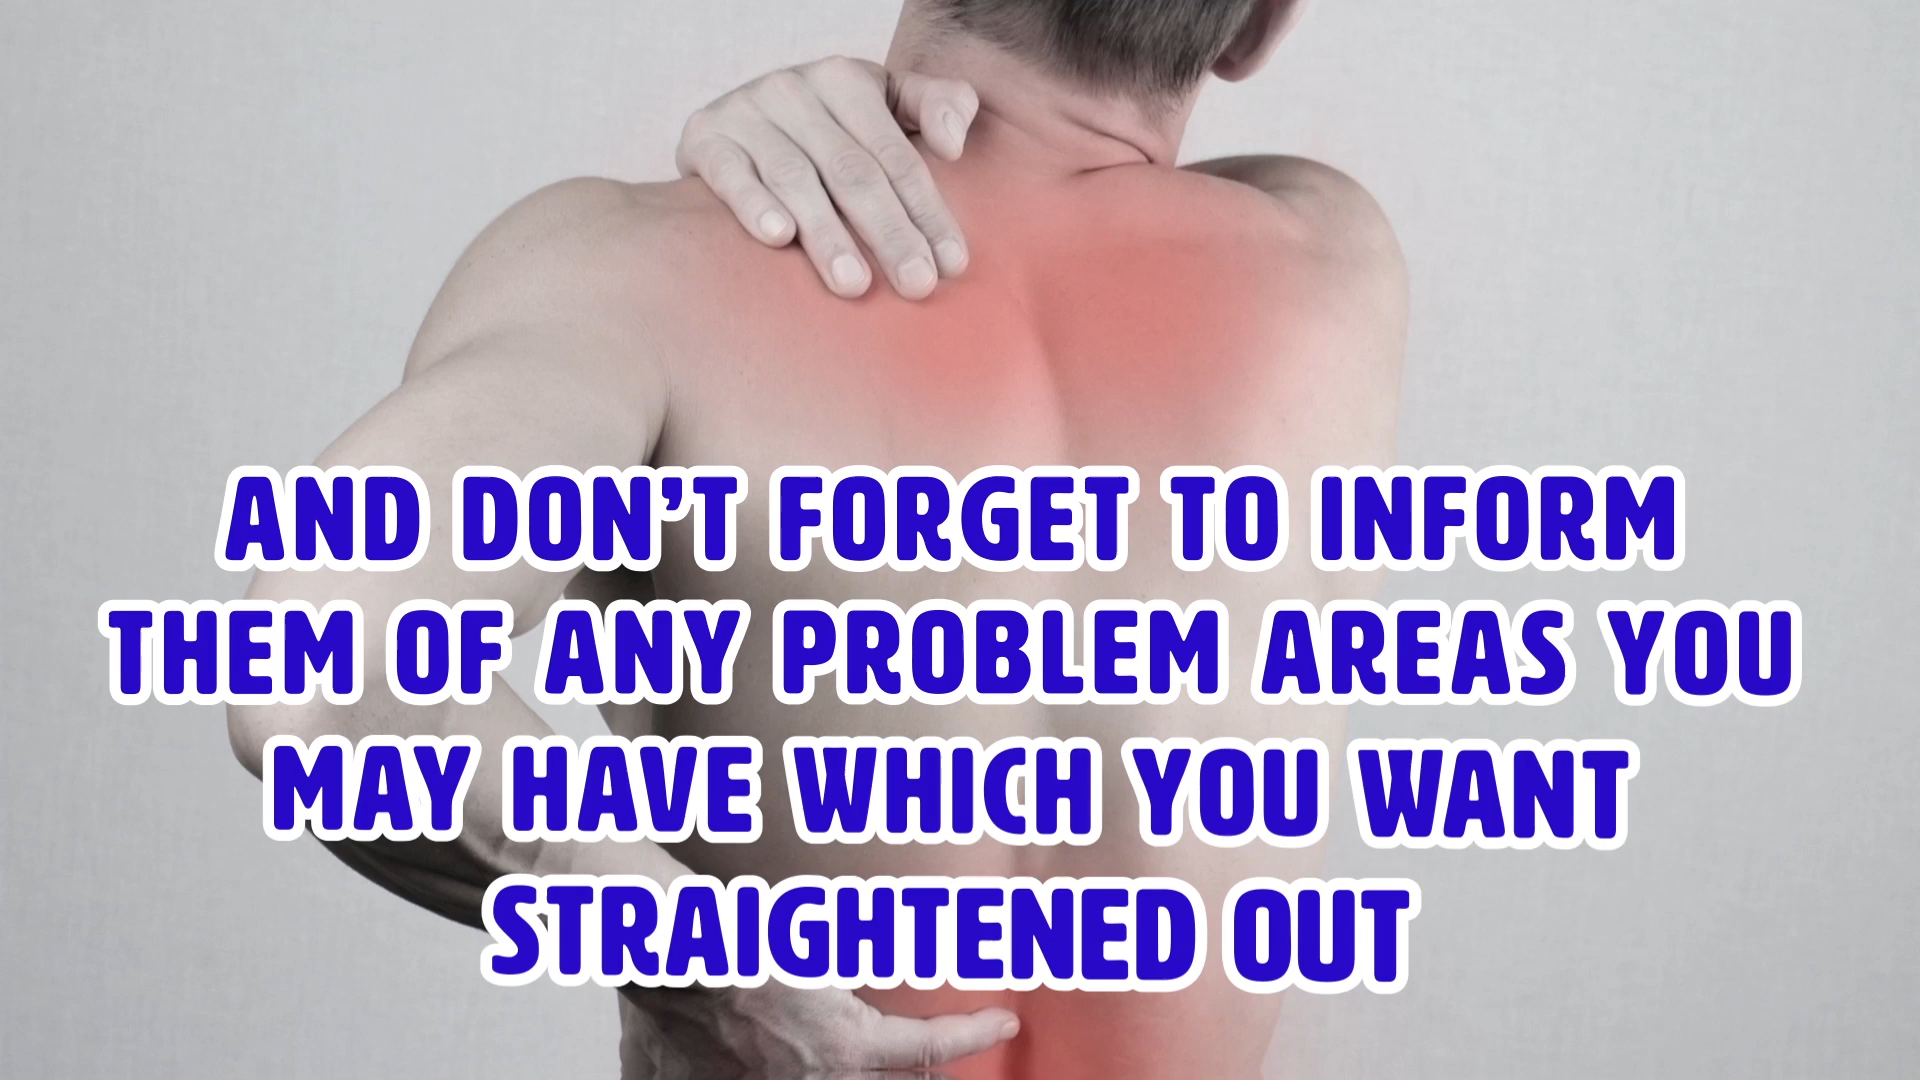 AND DON’T FORGET TO INFORM
THEM OF ANY PROBLEM AREAS YOU
MAY HAVE WHICH YOU WANT
STRAIGHTENED OUT